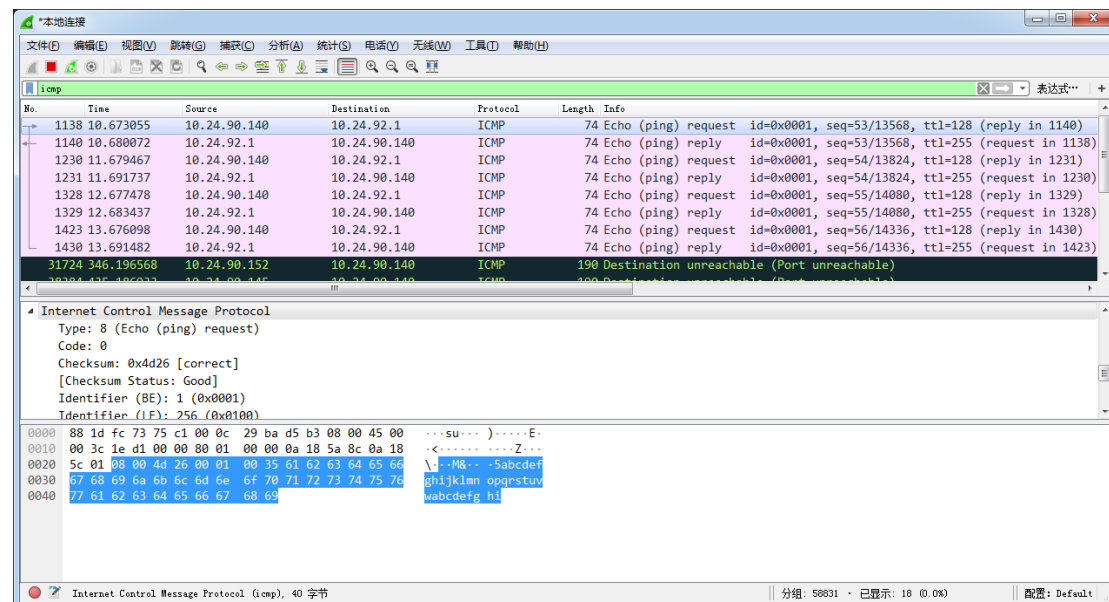 *本地连接
文件(F) 编辑(E) 视图(V) 跳转(G) 捕获(C) 分析(A) 统计(S) 电话(Y) 无线(W) 工具(T) 帮助(H)
icmp 表达式… +
No. Time Source Destination Protocol Length Info
1138 10.673055 10.24.90.140 10.24.92.1 ICMP 74 Echo (ping) request id=0x0001, seq=53/13568, ttl=128 (reply in 1140)
1140 10.680072 10.24.92.1 10.24.90.140 ICMP 74 Echo (ping) reply id=0x0001, seq=53/13568, ttl=255 (request in 1138)
1230 11.679467 10.24.90.140 10.24.92.1 ICMP 74 Echo (ping) request id=0x0001, seq=54/13824, ttl=128 (reply in 1231)
1231 11.691737 10.24.92.1 10.24.90.140 ICMP 74 Echo (ping) reply id=0x0001, seq=54/13824, ttl=255 (request in 1230)
1328 12.677478 10.24.90.140 10.24.92.1 ICMP 74 Echo (ping) request id=0x0001, seq=55/14080, ttl=128 (reply in 1329)
1329 12.683437 10.24.92.1 10.24.90.140 ICMP 74 Echo (ping) reply id=0x0001, seq=55/14080, ttl=255 (request in 1328)
1423 13.676098 10.24.90.140 10.24.92.1 ICMP 74 Echo (ping) request id=0x0001, seq=56/14336, ttl=128 (reply in 1430)
1430 13.691482 10.24.92.1 10.24.90.140 ICMP 74 Echo (ping) reply id=0x0001, seq=56/14336, ttl=255 (request in 1423)
31724 346.196568 10.24.90.152 10.24.90.140 ICMP 190 Destination unreachable (Port unreachable)
Internet Control Message Protocol
Type: 8 (Echo (ping) request)
Code: 0
Checksum: 0x4d26 [correct]
[Checksum Status: Good]
Identifier (BE): 1 (0x0001)
Identifier (LE): 256 (0x0100)
0000 88 1d fc 73 75 c1 00 0c 29 ba d5 b3 08 00 45 00 ···su··· )·····E·
0010 00 3c 1e d1 00 00 80 01 00 00 0a 18 5a 8c 0a 18 ·<······ ····Z···
0020 5c 01 08 00 4d 26 00 01 00 35 61 62 63 64 65 66 \···M&·· ·5abcdef
0030 67 68 69 6a 6b 6c 6d 6e 6f 70 71 72 73 74 75 76 ghijklmn opqrstuv
0040 77 61 62 63 64 65 66 67 68 69 wabcdefg hi
Internet Control Message Protocol (icmp), 40 字节 分组: 58831 · 已显示: 18 (0.0%) 配置: Default